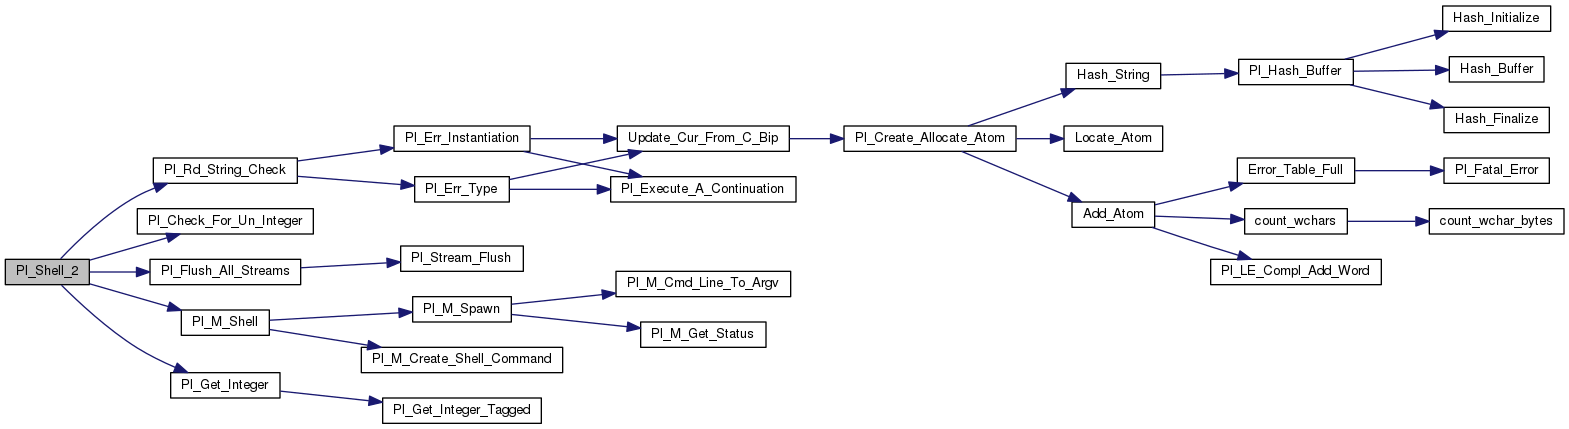 Pl_Shell_2
Pl_Rd_String_Check
Pl_Check_For_Un_Integer
Pl_Flush_All_Streams
Pl_M_Shell
Pl_Get_Integer
Pl_Err_Instantiation
Pl_Err_Type
Pl_Stream_Flush
Pl_M_Spawn
Pl_M_Create_Shell_Command
Pl_Get_Integer_Tagged
Update_Cur_From_C_Bip
Pl_Execute_A_Continuation
Pl_M_Cmd_Line_To_Argv
Pl_M_Get_Status
Pl_Create_Allocate_Atom
Hash_String
Locate_Atom
Add_Atom
Pl_Hash_Buffer
Error_Table_Full
count_wchars
Pl_LE_Compl_Add_Word
Hash_Initialize
Hash_Buffer
Hash_Finalize
Pl_Fatal_Error
count_wchar_bytes